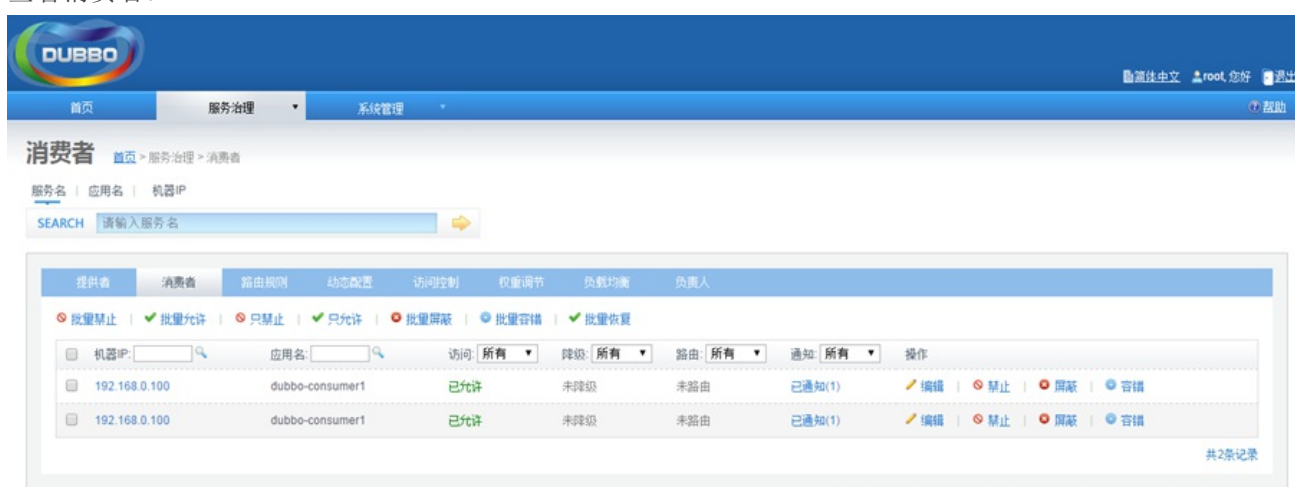 DUBBO
简体中文 root, 您好 退出
首页 服务治理 系统管理 帮助
消费者 首页 > 服务治理 > 消费者
服务名 | 应用名 | 机器IP
SEARCH 请输入服务名
提供者 消费者 路由规则 动态配置 访问控制 权重调节 负载均衡 负责人
批量禁止 | 批量允许 | 只禁止 | 只允许 | 批量屏蔽 | 批量容错 | 批量恢复
机器IP: 应用名: 访问: 所有 降级: 所有 路由: 所有 通知: 所有 操作
192.168.0.100 dubbo-consumer1 已允许 未降级 未路由 已通知(1) 编辑 | 禁止 | 屏蔽 | 容错
192.168.0.100 dubbo-consumer1 已允许 未降级 未路由 已通知(1) 编辑 | 禁止 | 屏蔽 | 容错
共2条记录